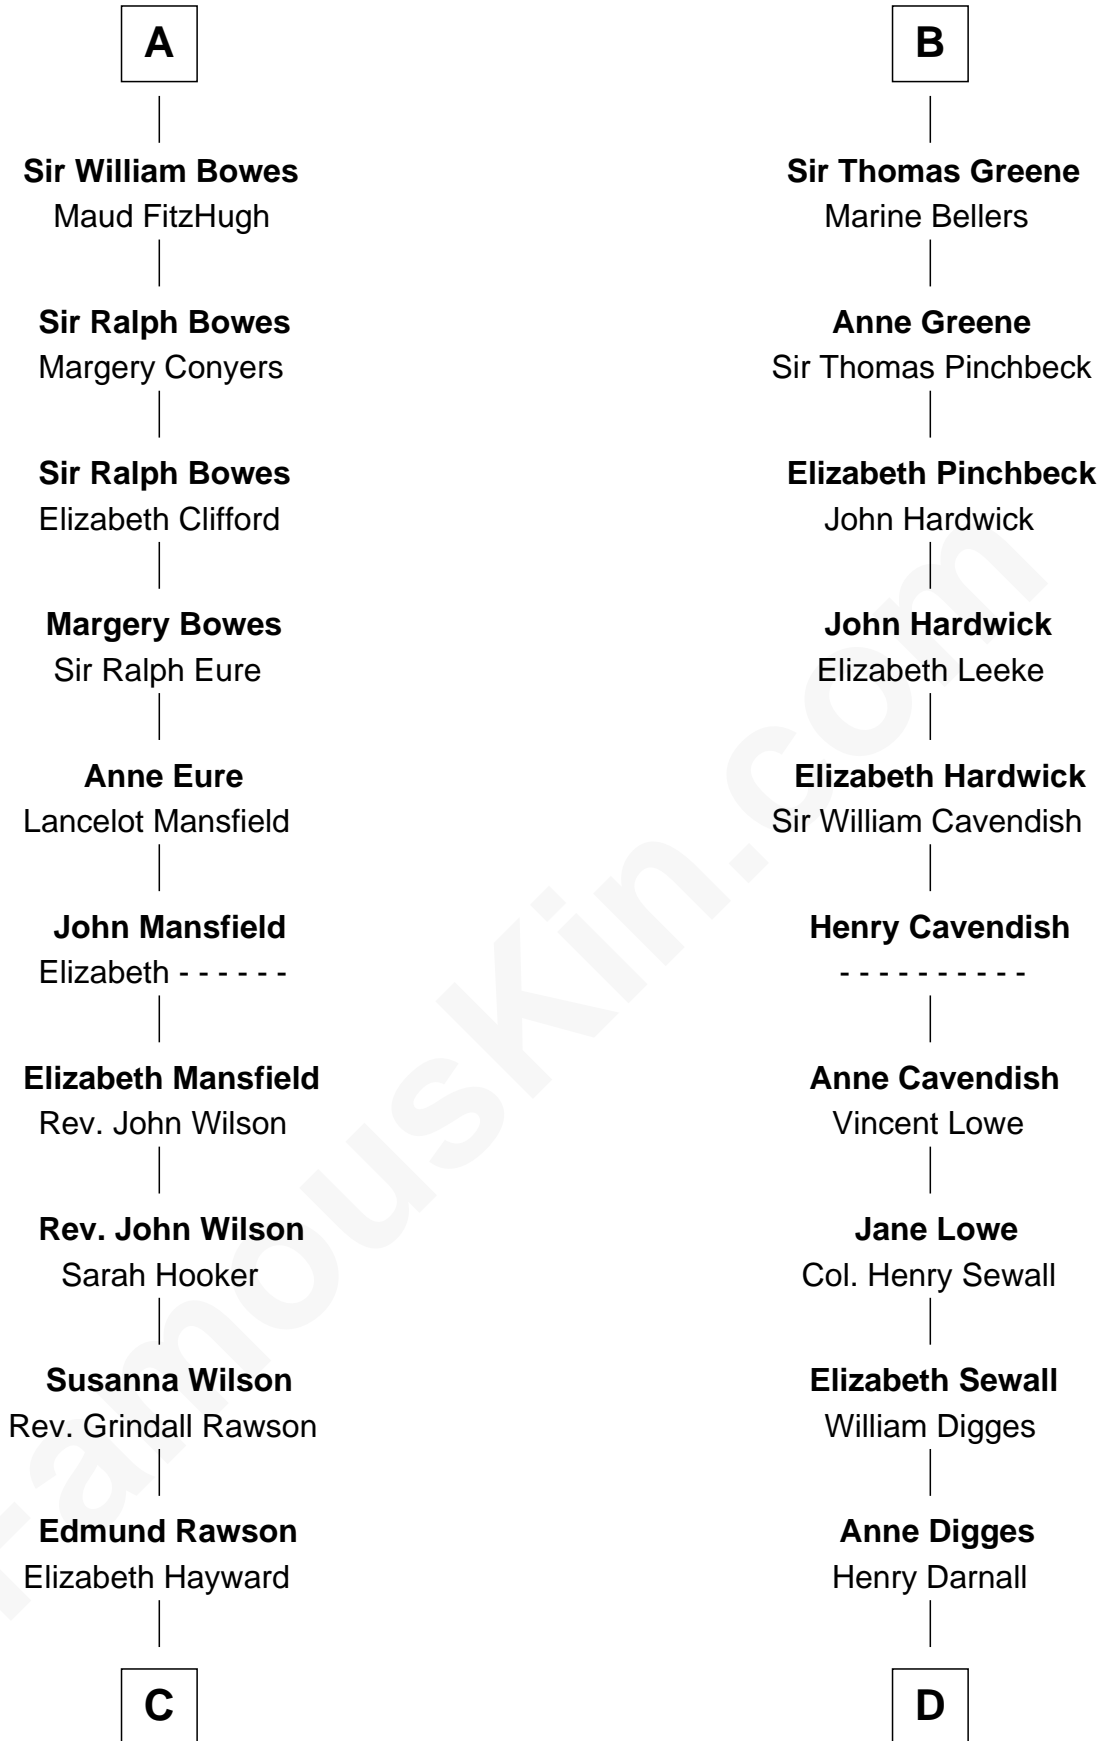 A
Sir William Bowes
Maud FitzHugh
Sir Ralph Bowes
Margery Conyers
Sir Ralph Bowes
Elizabeth Clifford
Margery Bowes
Sir Ralph Eure
Anne Eure
Lancelot Mansfield
John Mansfield
Elizabeth - - - - - -
Elizabeth Mansfield
Rev. John Wilson
Rev. John Wilson
Sarah Hooker
Susanna Wilson
Rev. Grindall Rawson
Edmund Rawson
Elizabeth Hayward
C
B
Sir Thomas Greene
Marine Bellers
Anne Greene
Sir Thomas Pinchbeck
Elizabeth Pinchbeck
John Hardwick
John Hardwick
Elizabeth Leeke
Elizabeth Hardwick
Sir William Cavendish
Henry Cavendish
- - - - - - - - - -
Anne Cavendish
Vincent Lowe
Jane Lowe
Col. Henry Sewall
Elizabeth Sewall
William Digges
Anne Digges
Henry Darnall
D
FamousKin.com